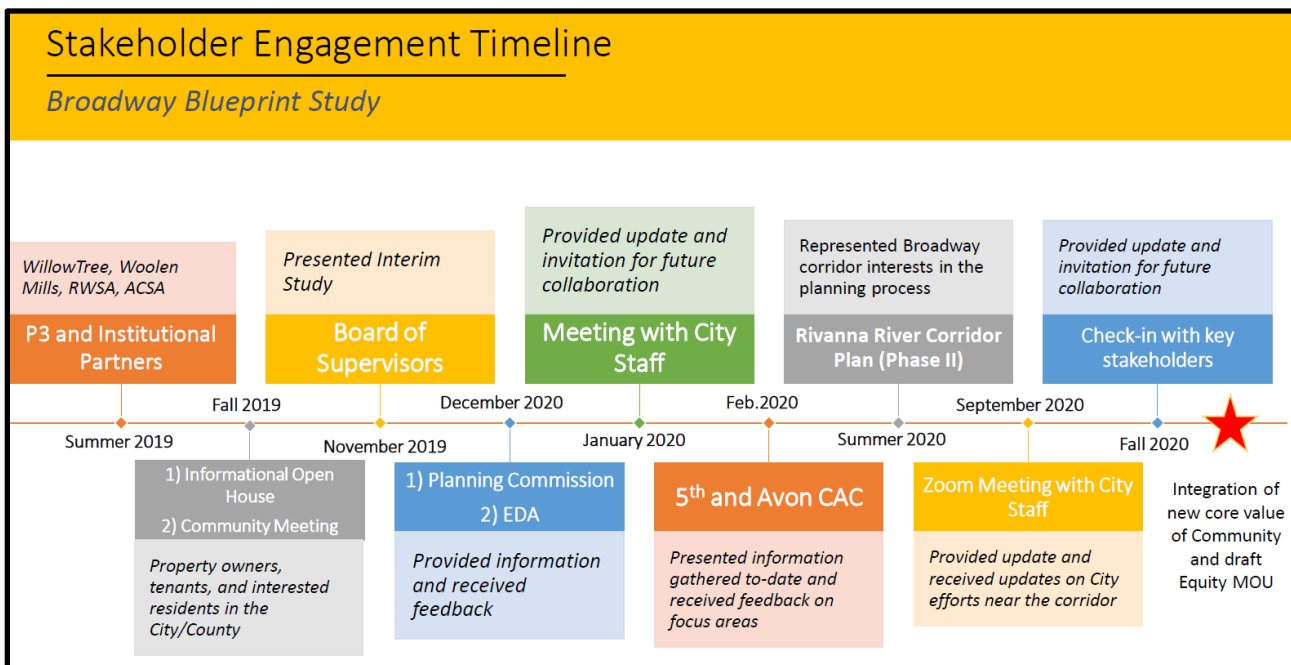 Stakeholder Engagement Timeline
Broadway Blueprint Study
WillowTree, Woolen
Mills, RWSA, ACSA
P3 and Institutional
Partners
Summer 2019
Fall 2019
1) Informational Open
House
2) Community Meeting
Property owners,
tenants, and interested
residents in the
City/County
Presented Interim
Study
Board of
Supervisors
November 2019
December 2020
1) Planning Commission
2) EDA
Provided information
and received
feedback
Provided update and
invitation for future
collaboration
Meeting with City
Staff
January 2020
Feb.2020
5th and Avon CAC
Presented information
gathered to-date and
received feedback on
focus areas
Represented Broadway
corridor interests in the
planning process
Rivanna River Corridor
Plan (Phase II)
Summer 2020
September 2020
Zoom Meeting with City
Staff
Provided update and
received updates on City
efforts near the corridor
Provided update and
invitation for future
collaboration
Check-in with key
stakeholders
Fall 2020
Integration of
new core value
of Community
and draft
Equity MOU